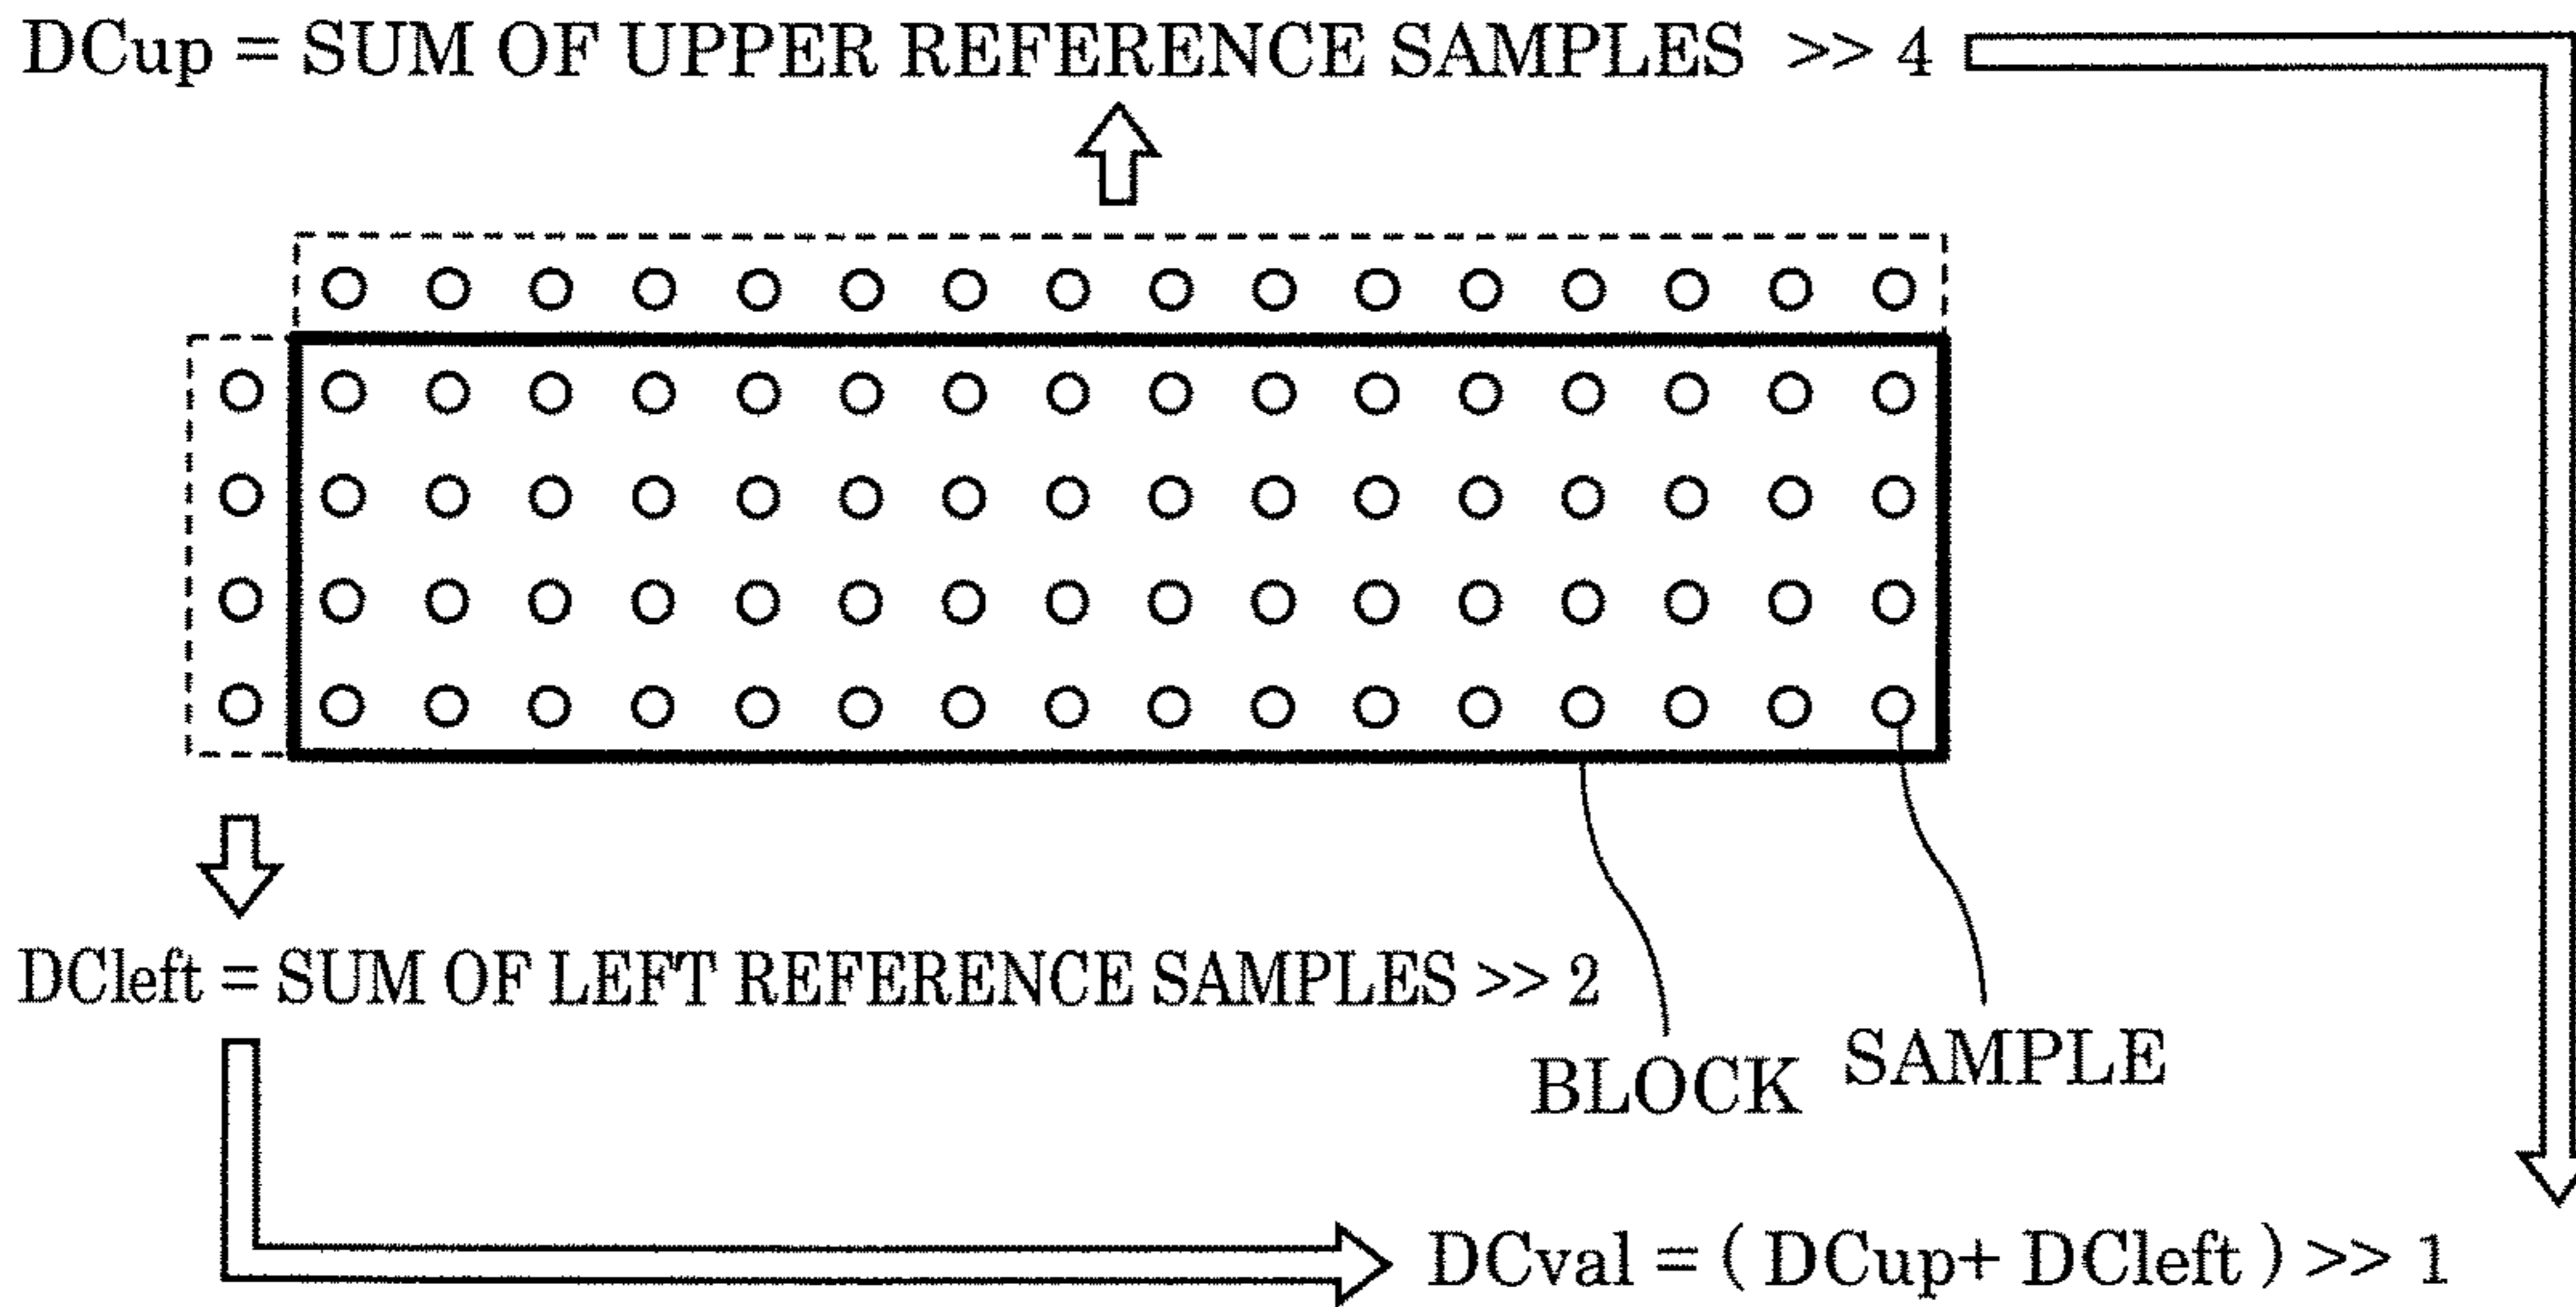 DCup = SUM OF UPPER REFERENCE SAMPLES >> 4
DCleft = SUM OF LEFT REFERENCE SAMPLES >> 2
BLOCK
SAMPLE
DCval = ( DCup+ DCleft ) >> 1